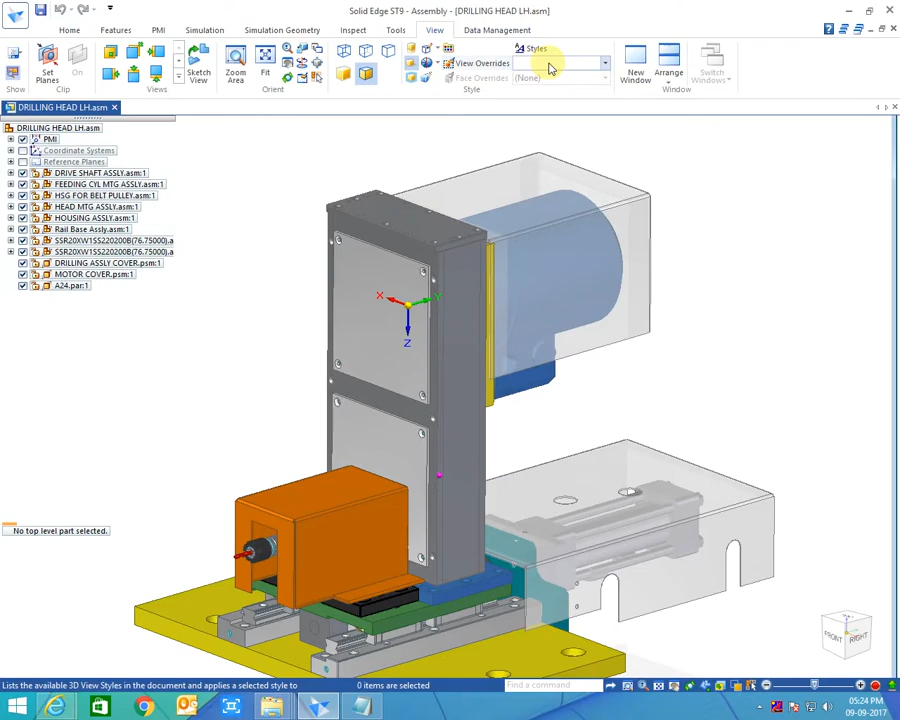 Solid Edge ST9 - Assembly - [DRILLING HEAD LH.asm]
Home Features PMI Simulation Simulation Geometry Inspect Tools View Data Management
Set Planes
Sketch View
Zoom Area
Fit
Styles
View Overrides
Face Overrides (None)
New Window
Arrange
Switch Windows
Show Clip Views Orient Style Window
DRILLING HEAD LH.asm
DRILLING HEAD LH.asm
PMI
Coordinate Systems
Reference Planes
DRIVE SHAFT ASSLY.asm:1
FEEDING CYL MTG ASSLY.asm:1
HSG FOR BELT PULLEY.asm:1
HEAD MTG ASSLY.asm:1
HOUSING ASSLY.asm:1
Rail Base Assly.asm:1
SSR20XW1SS220200B(76.75000).a
SSR20XW1SS220200B(76.75000).a
DRILLING ASSLY COVER.psm:1
MOTOR COVER.psm:1
A24.par:1
X
Y
Z
No top level part selected.
FRONT RIGHT
Lists the available 3D View Styles in the document and applies a selected style to
0 items are selected
Find a command
05:24 PM
09-09-2017